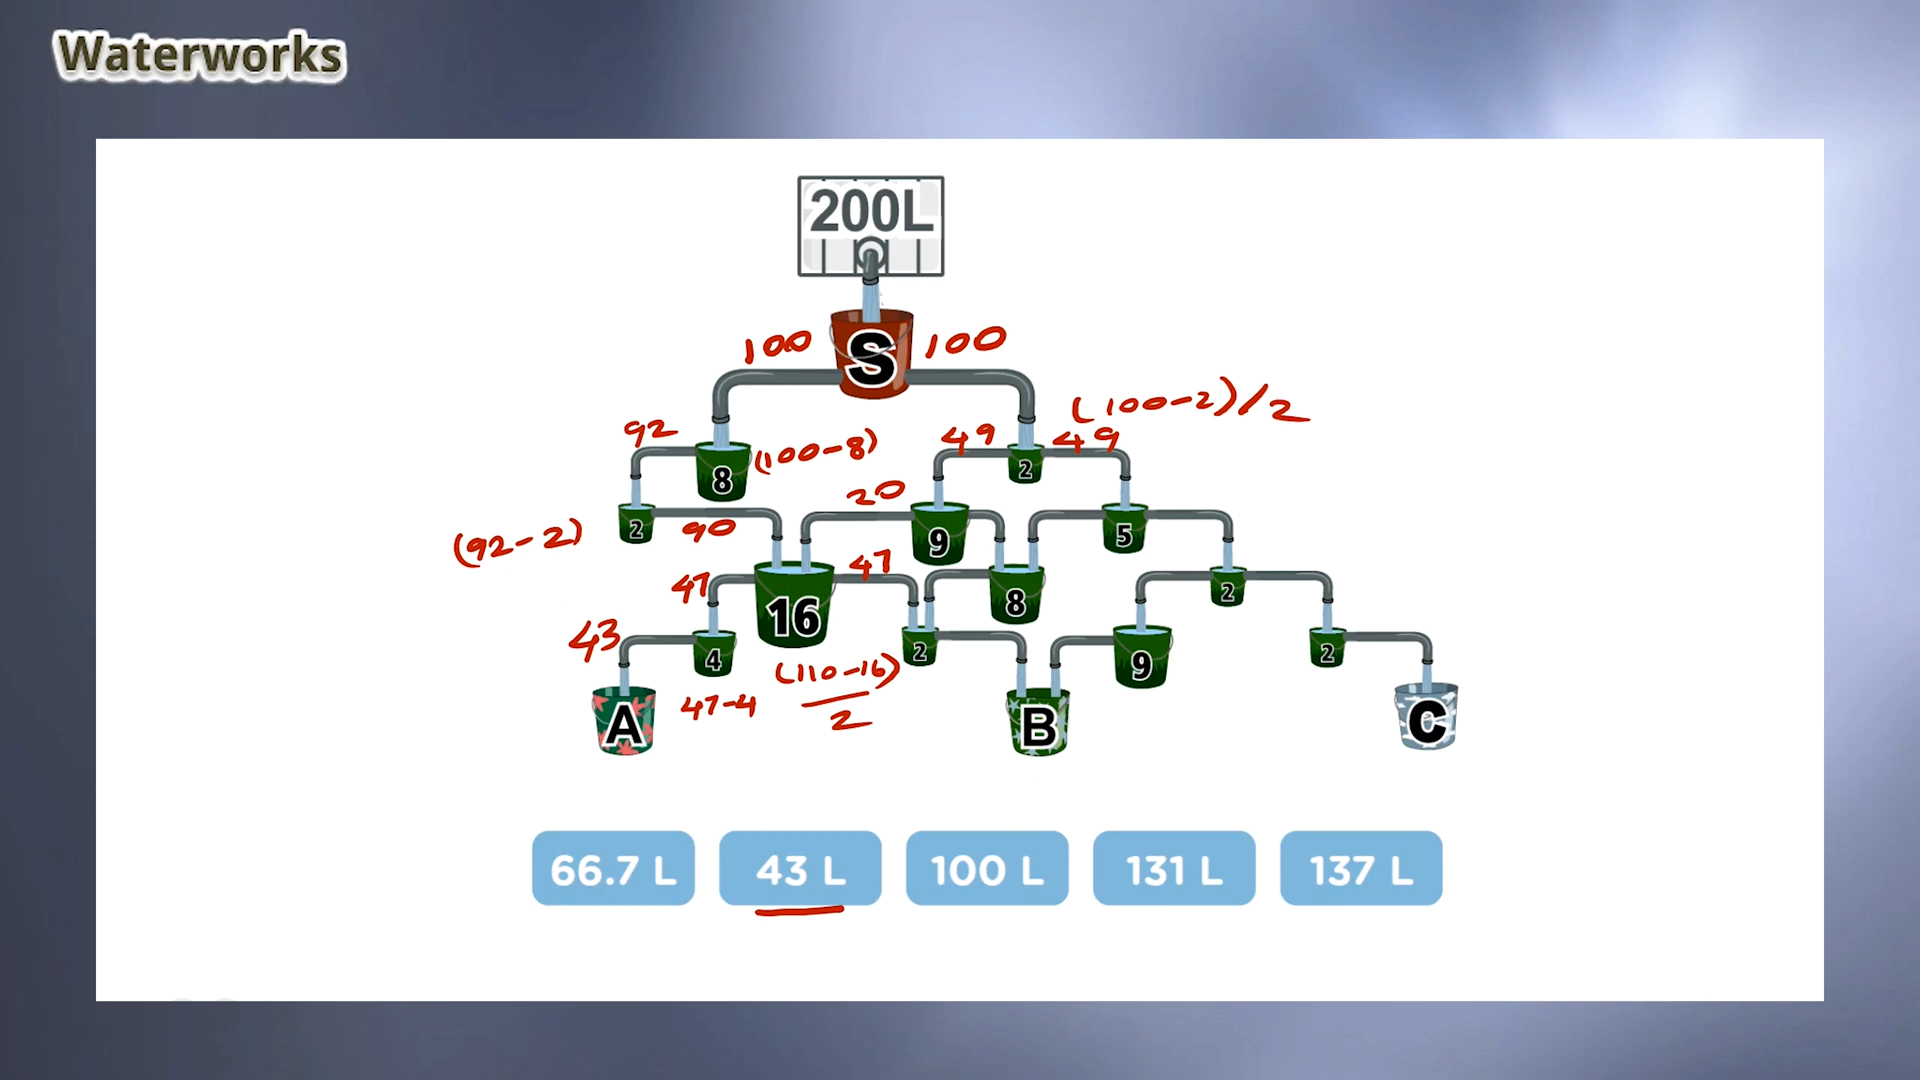 Waterworks
200L
S
100
100
(100-2)/2
92
8
(100-8)
49
2
49
2
(92-2)
90
20
9
5
47
16
47
8
2
43
4
2
9
2
(110-16)
2
47-4
A
B
C
66.7 L
43 L
100 L
131 L
137 L